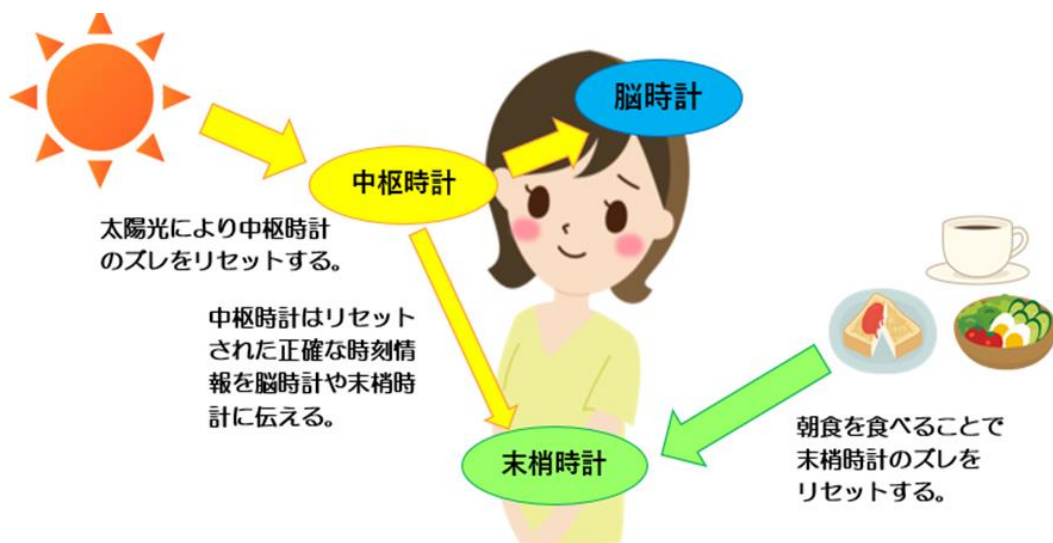 脳時計
中枢時計
太陽光により中枢時計
のズレをリセットする。
中枢時計はリセット
された正確な時刻情
報を脳時計や末梢時
計に伝える。
末梢時計
朝食を食べることで
末梢時計のズレを
リセットする。